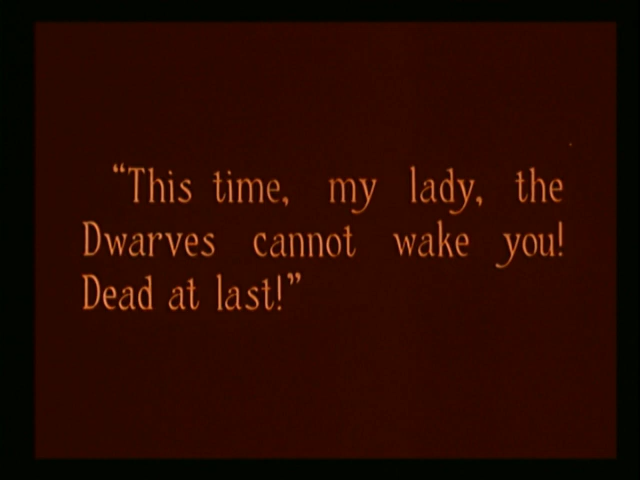 “This time, my lady, the
Dwarves cannot wake you!
Dead at last!”